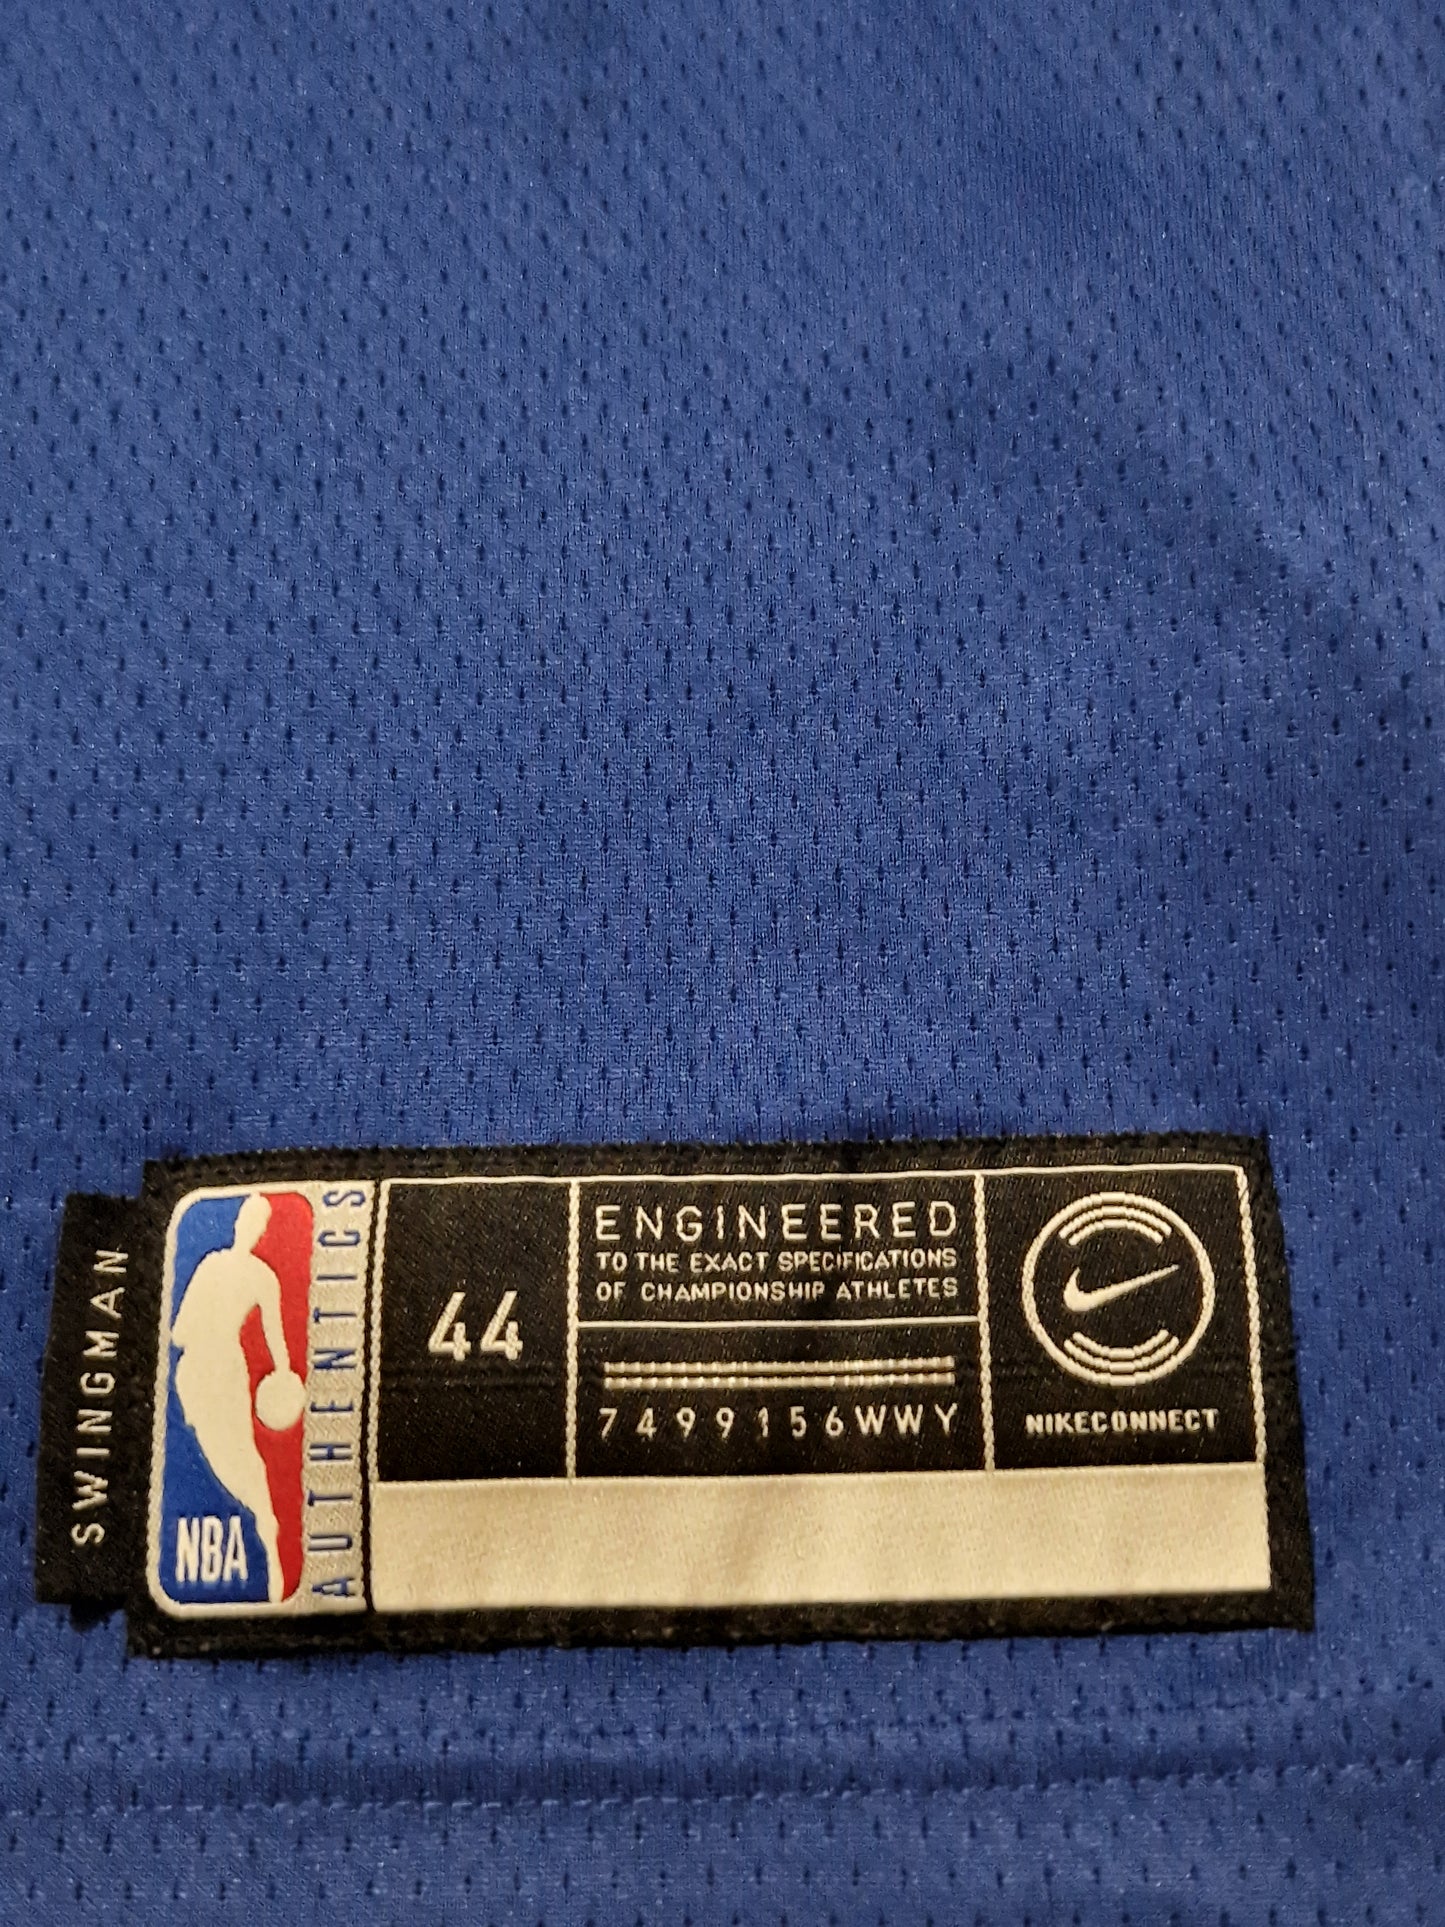 SWINGMAN
NBA
AUTHENTICS
44
ENGINEERED
TO THE EXACT SPECIFICATIONS
OF CHAMPIONSHIP ATHLETES
7499156WWY
NIKECONNECT